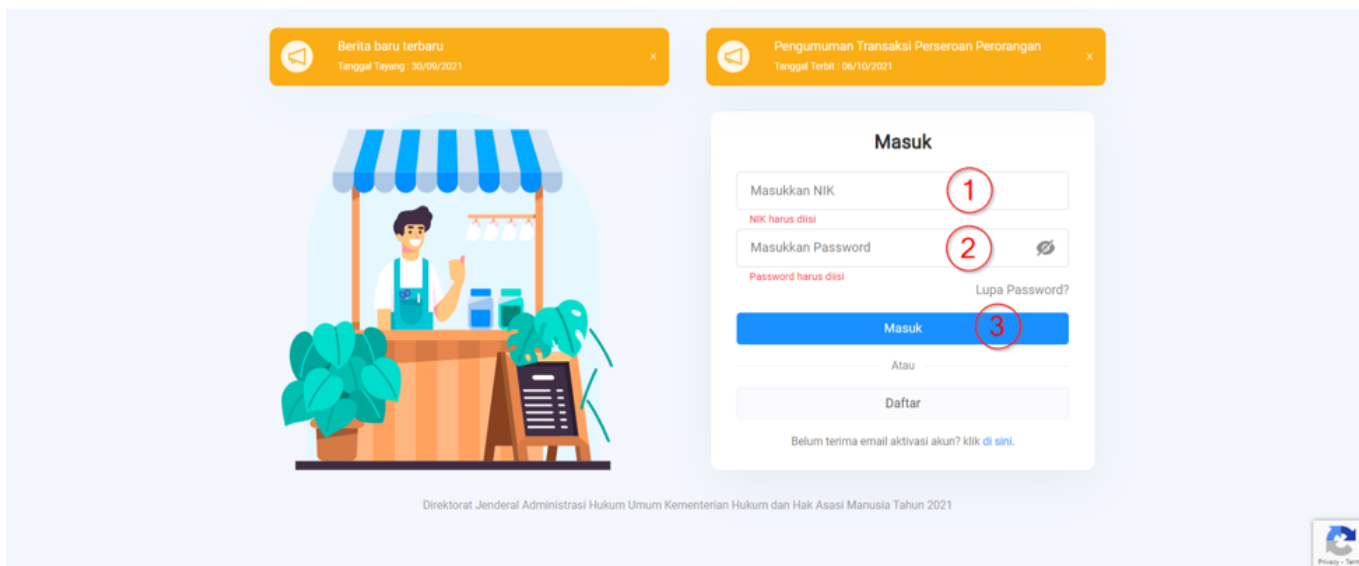 Berita baru terbaru
Tanggal Tayang : 30/09/2021
x
Pengumuman Transaksi Perseroan Perorangan
Tanggal Terbit : 06/10/2021
x
Masuk
Masukkan NIK
1
NIK harus diisi
Masukkan Password
2
Password harus diisi
Lupa Password?
Masuk
3
Atau
Daftar
Belum terima email aktivasi akun? klik di sini.
Direktorat Jenderal Administrasi Hukum Umum Kementerian Hukum dan Hak Asasi Manusia Tahun 2021
Privacy -